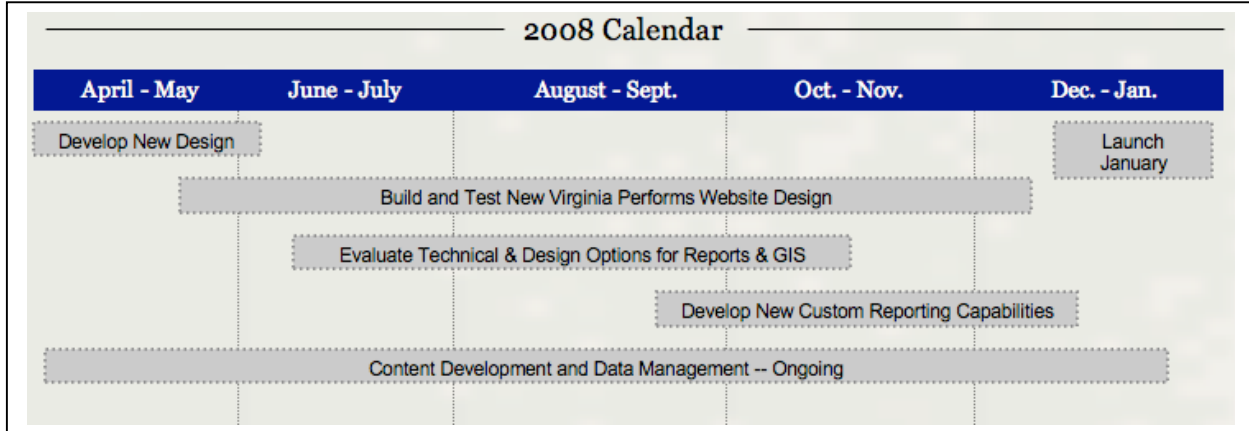 2008 Calendar
April - May June - July August - Sept. Oct. - Nov. Dec. - Jan.
Develop New Design
Launch
January
Build and Test New Virginia Performs Website Design
Evaluate Technical & Design Options for Reports & GIS
Develop New Custom Reporting Capabilities
Content Development and Data Management -- Ongoing